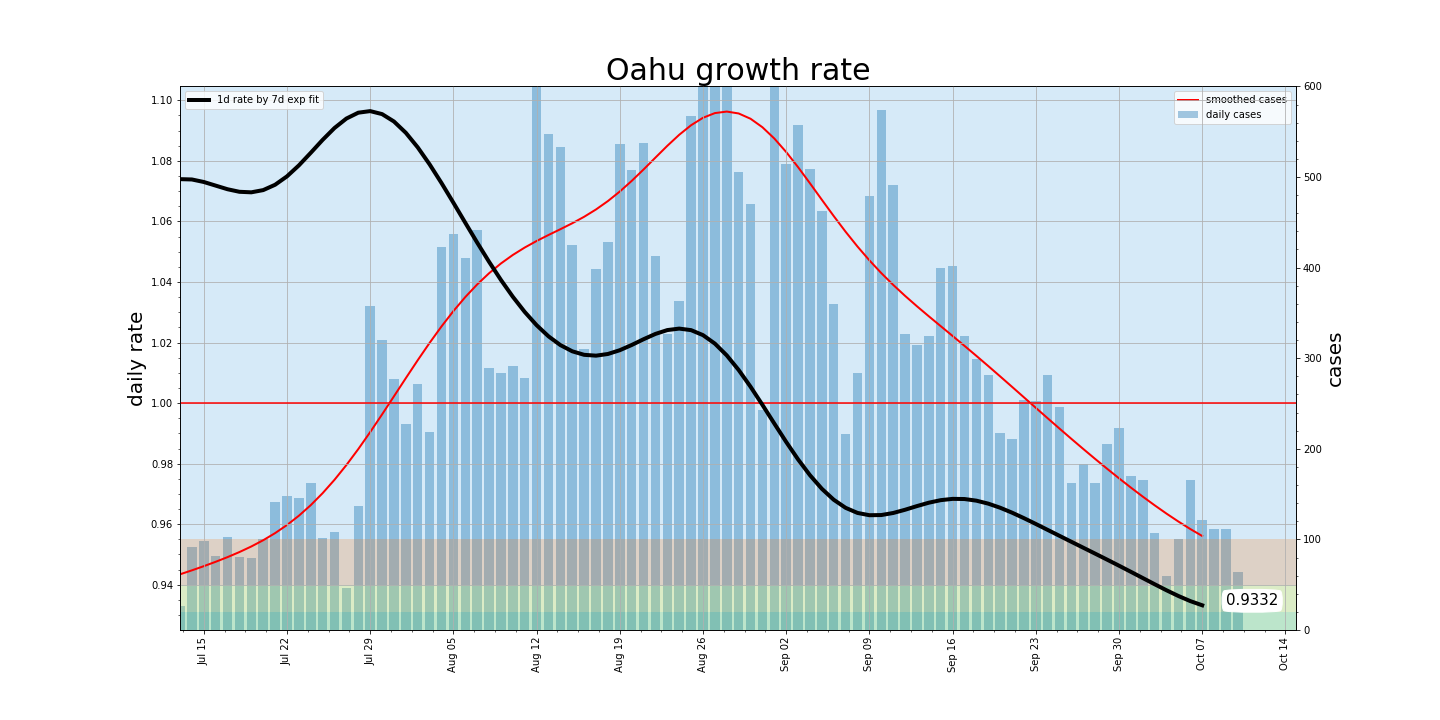 Oahu growth rate
1d rate by 7d exp fit
smoothed cases
daily cases
daily rate
1.10
1.08
1.06
1.04
1.02
1.00
0.98
0.96
0.94
600
500
400
300
200
100
0
cases
0.9332
Jul 15
Jul 22
Jul 29
Aug 05
Aug 12
Aug 19
Aug 26
Sep 02
Sep 09
Sep 16
Sep 23
Sep 30
Oct 07
Oct 14